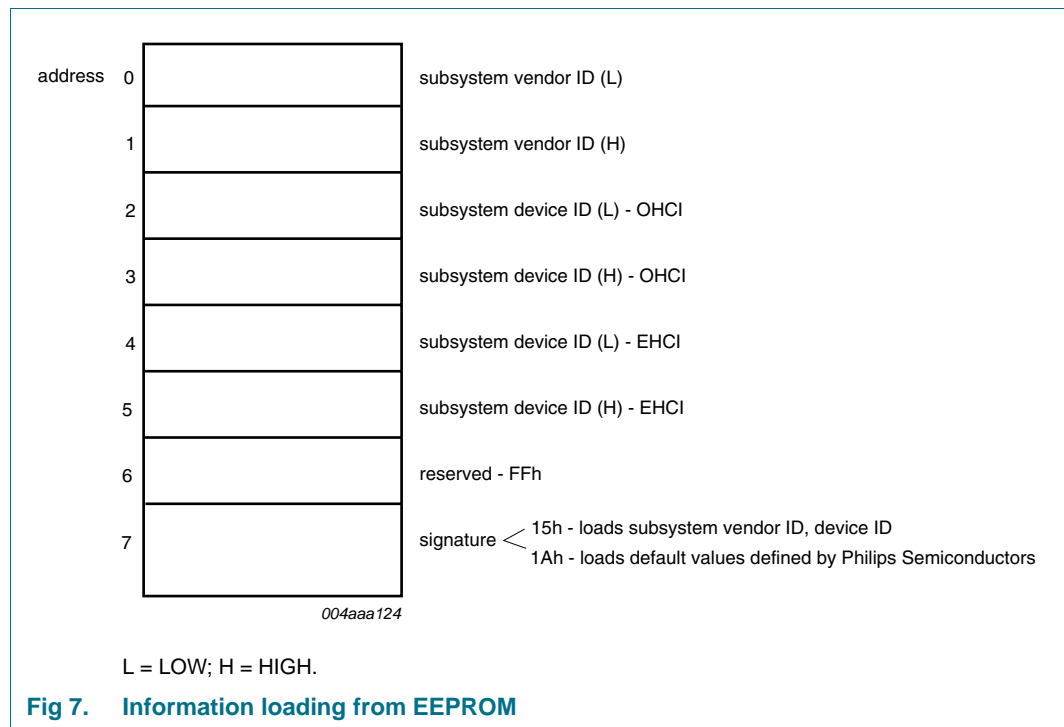 address 0 subsystem vendor ID (L)
1 subsystem vendor ID (H)
2 subsystem device ID (L) - OHCI
3 subsystem device ID (H) - OHCI
4 subsystem device ID (L) - EHCI
5 subsystem device ID (H) - EHCI
6 reserved - FFh
7 signature 15h - loads subsystem vendor ID, device ID
1Ah - loads default values defined by Philips Semiconductors
004aaa124
L = LOW; H = HIGH.
Fig 7. Information loading from EEPROM